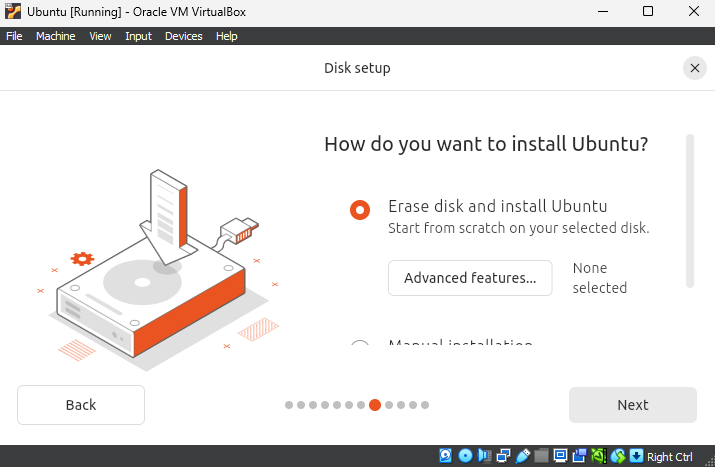 Ubuntu [Running] - Oracle VM VirtualBox
File Machine View Input Devices Help
Disk setup
How do you want to install Ubuntu?
Erase disk and install Ubuntu
Start from scratch on your selected disk.
Advanced features...
None
selected
Manual installation
Back
Next
Right Ctrl